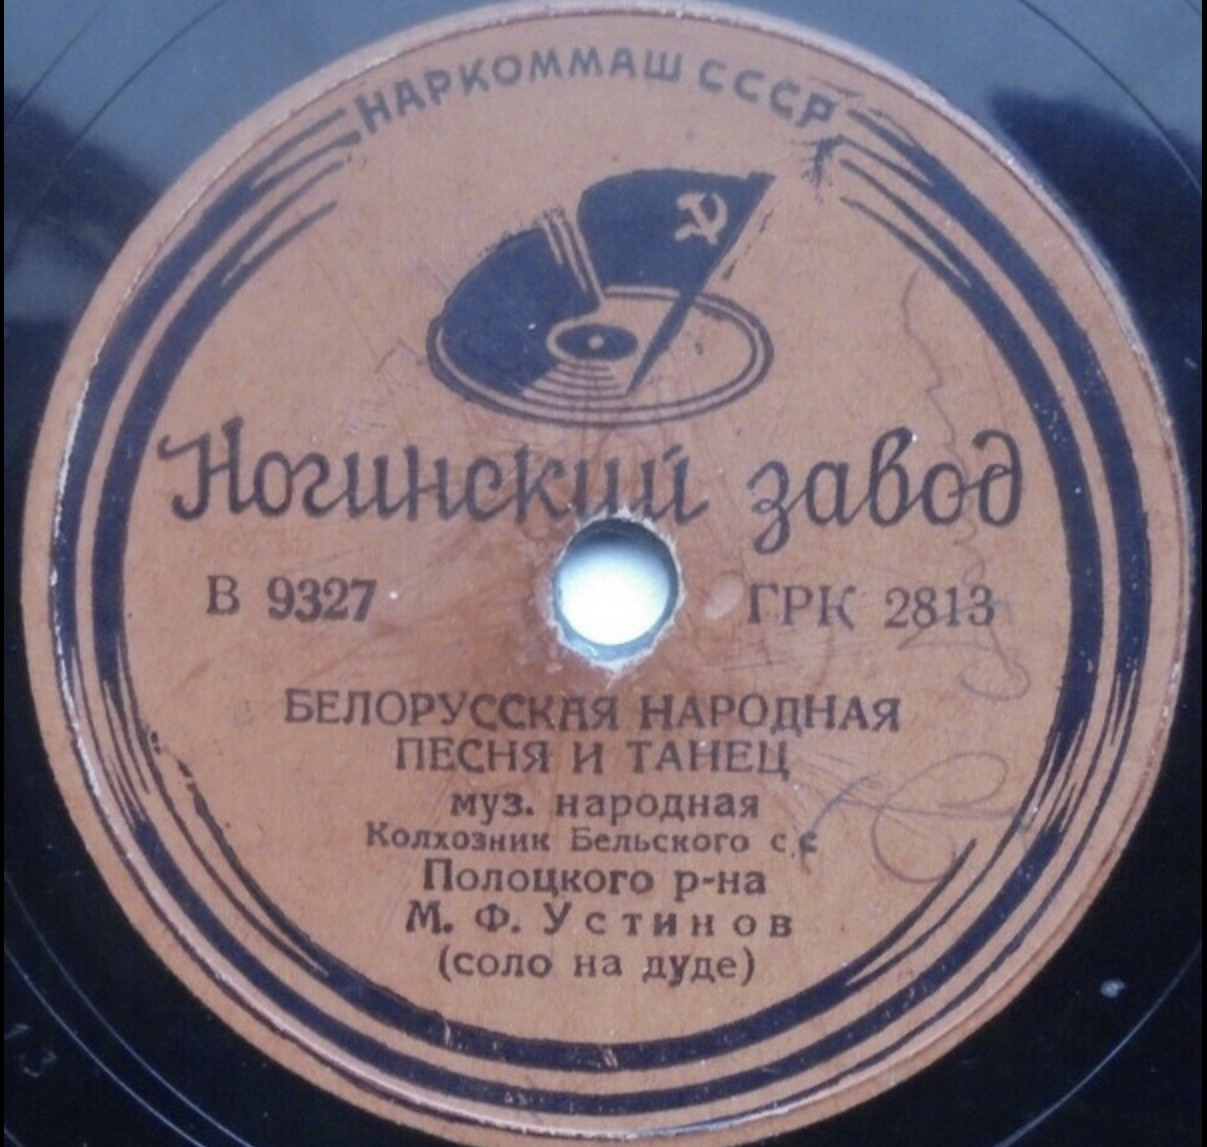 НАРКОММАШ СССР
Ногинский завод
В 9327
ГРК 2813
БЕЛОРУССКАЯ НАРОДНАЯ
ПЕСНЯ И ТАНЕЦ
муз. народная
Колхозник Бельского с с
Полоцкого р-на
М. Ф. Устинов
(соло на дуде)